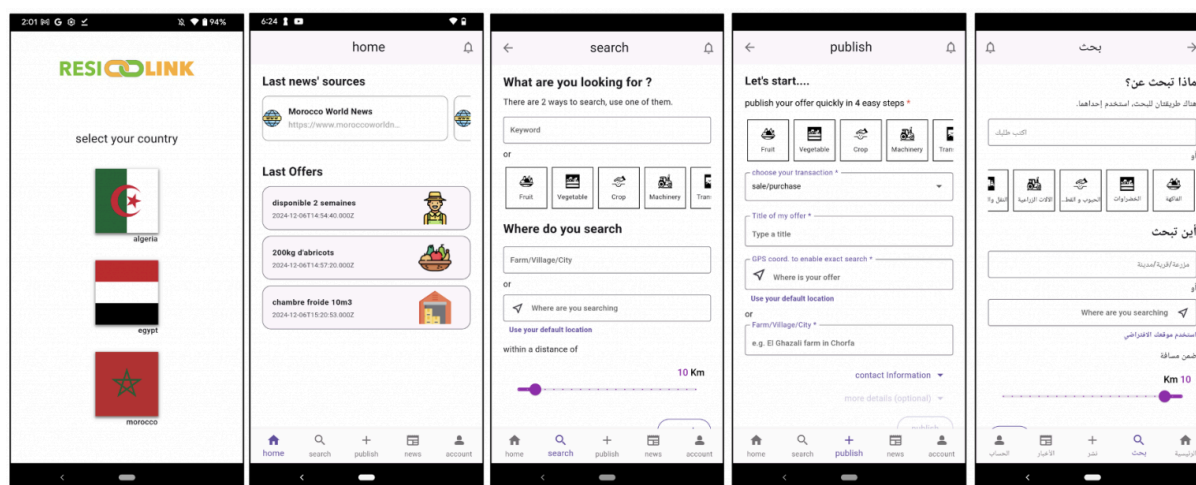 2:01
94%
RESILINK
select your country
algeria
egypt
morocco
6:24
home
Last news' sources
Morocco World News
https://www.moroccoworldn...
Last Offers
disponible 2 semaines
2024-12-06T14:54:40.000Z
200kg d'abricots
2024-12-06T14:57:20.000Z
chambre froide 10m3
2024-12-06T15:20:53.000Z
home search publish news account
search
What are you looking for ?
There are 2 ways to search, use one of them.
Keyword
or
Fruit Vegetable Crop Machinery Tran
Where do you search
Farm/Village/City
or
Where are you searching
Use your default location
within a distance of
10 Km
home search publish news account
publish
Let's start....
publish your offer quickly in 4 easy steps *
Fruit Vegetable Crop Machinery Tran
choose your transaction *
sale/purchase
Title of my offer *
Type a title
GPS coord. to enable exact search *
Where is your offer
Use your default location
or
Farm/Village/City *
e.g. El Ghazali farm in Chorfa
contact Information
more details (optional)
publish
home search publish news account
بحث
ماذا تبحث عن؟
هناك طريقتان للبحث، استخدم إحداهما.
اكتب طلبك
أو
الفاكهة الخضراوات الحبوب و القط... الآلات الزراعية النقل وال
أين تبحث
مزرعة/قرية/مدينة
أو
Where are you searching
استخدم موقعك الافتراضي
ضمن مسافة
Km 10
الرئيسية بحث نشر الأخبار الحساب